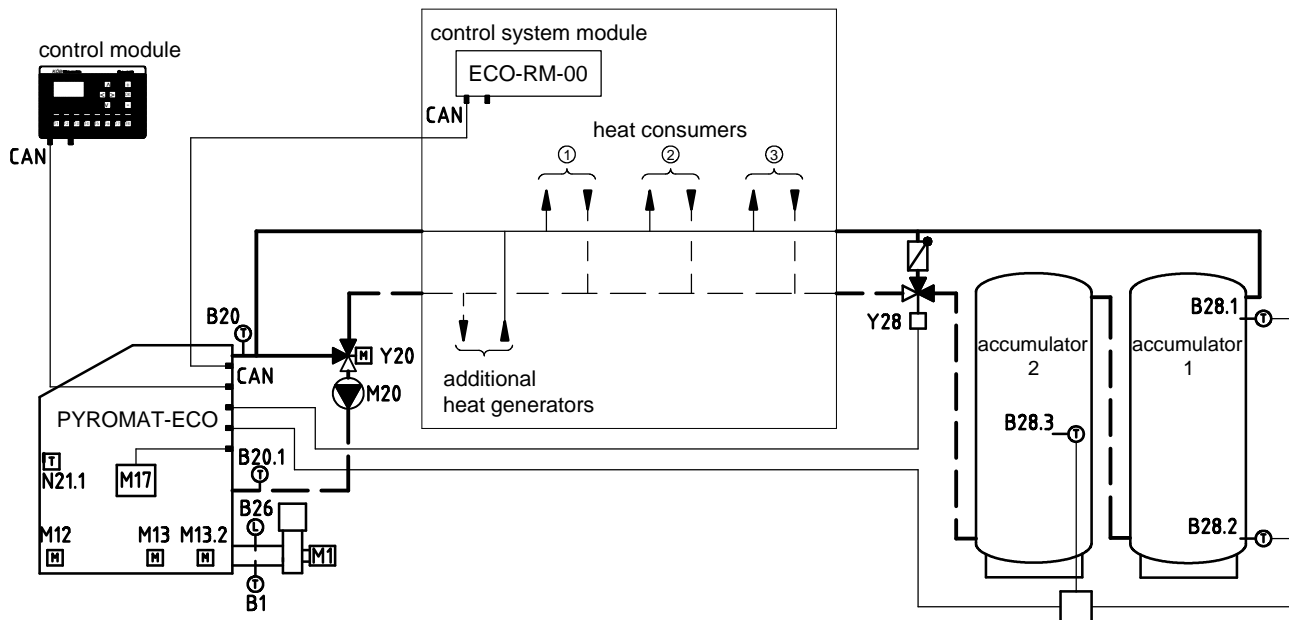 control module
CAN
control system module
ECO-RM-00
CAN
heat consumers
1
2
3
additional
heat generators
B20
T
M
Y20
M20
CAN
PYROMAT-ECO
T
N21.1
M17
B20.1
T
B26
L
M12
M
M13
M
M13.2
M
M1
T
B1
Y28
accumulator
2
B28.3
T
accumulator
1
B28.1
T
B28.2
T